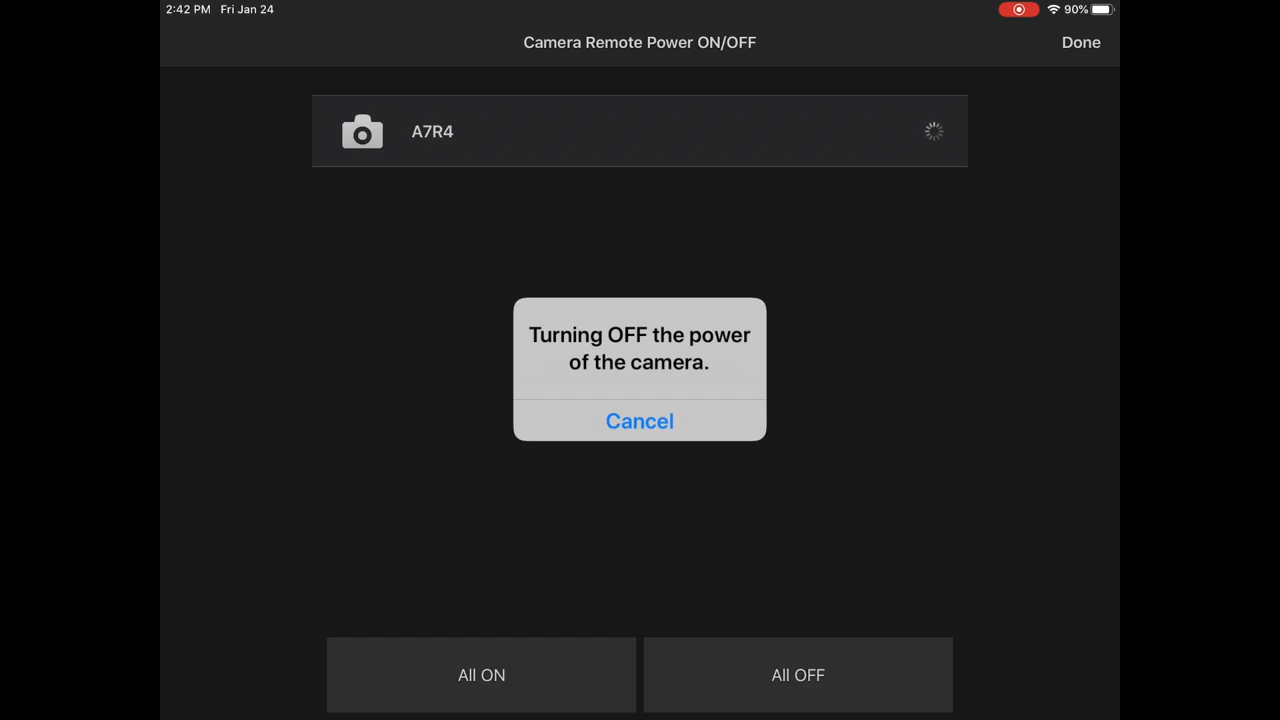 2:42 PM Fri Jan 24
90%
Camera Remote Power ON/OFF
Done
A7R4
Turning OFF the power
of the camera.
Cancel
All ON
All OFF